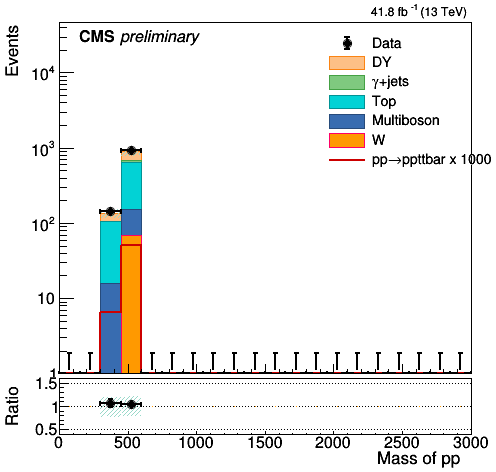 41.8 fb⁻¹ (13 TeV)
CMS preliminary
Events
Data
DY
γ+jets
Top
Multiboson
W
pp→ppttbar x 1000
10⁴
10³
10²
10
1
Ratio
1.5
1
0.5
0 500 1000 1500 2000 2500 3000
Mass of pp